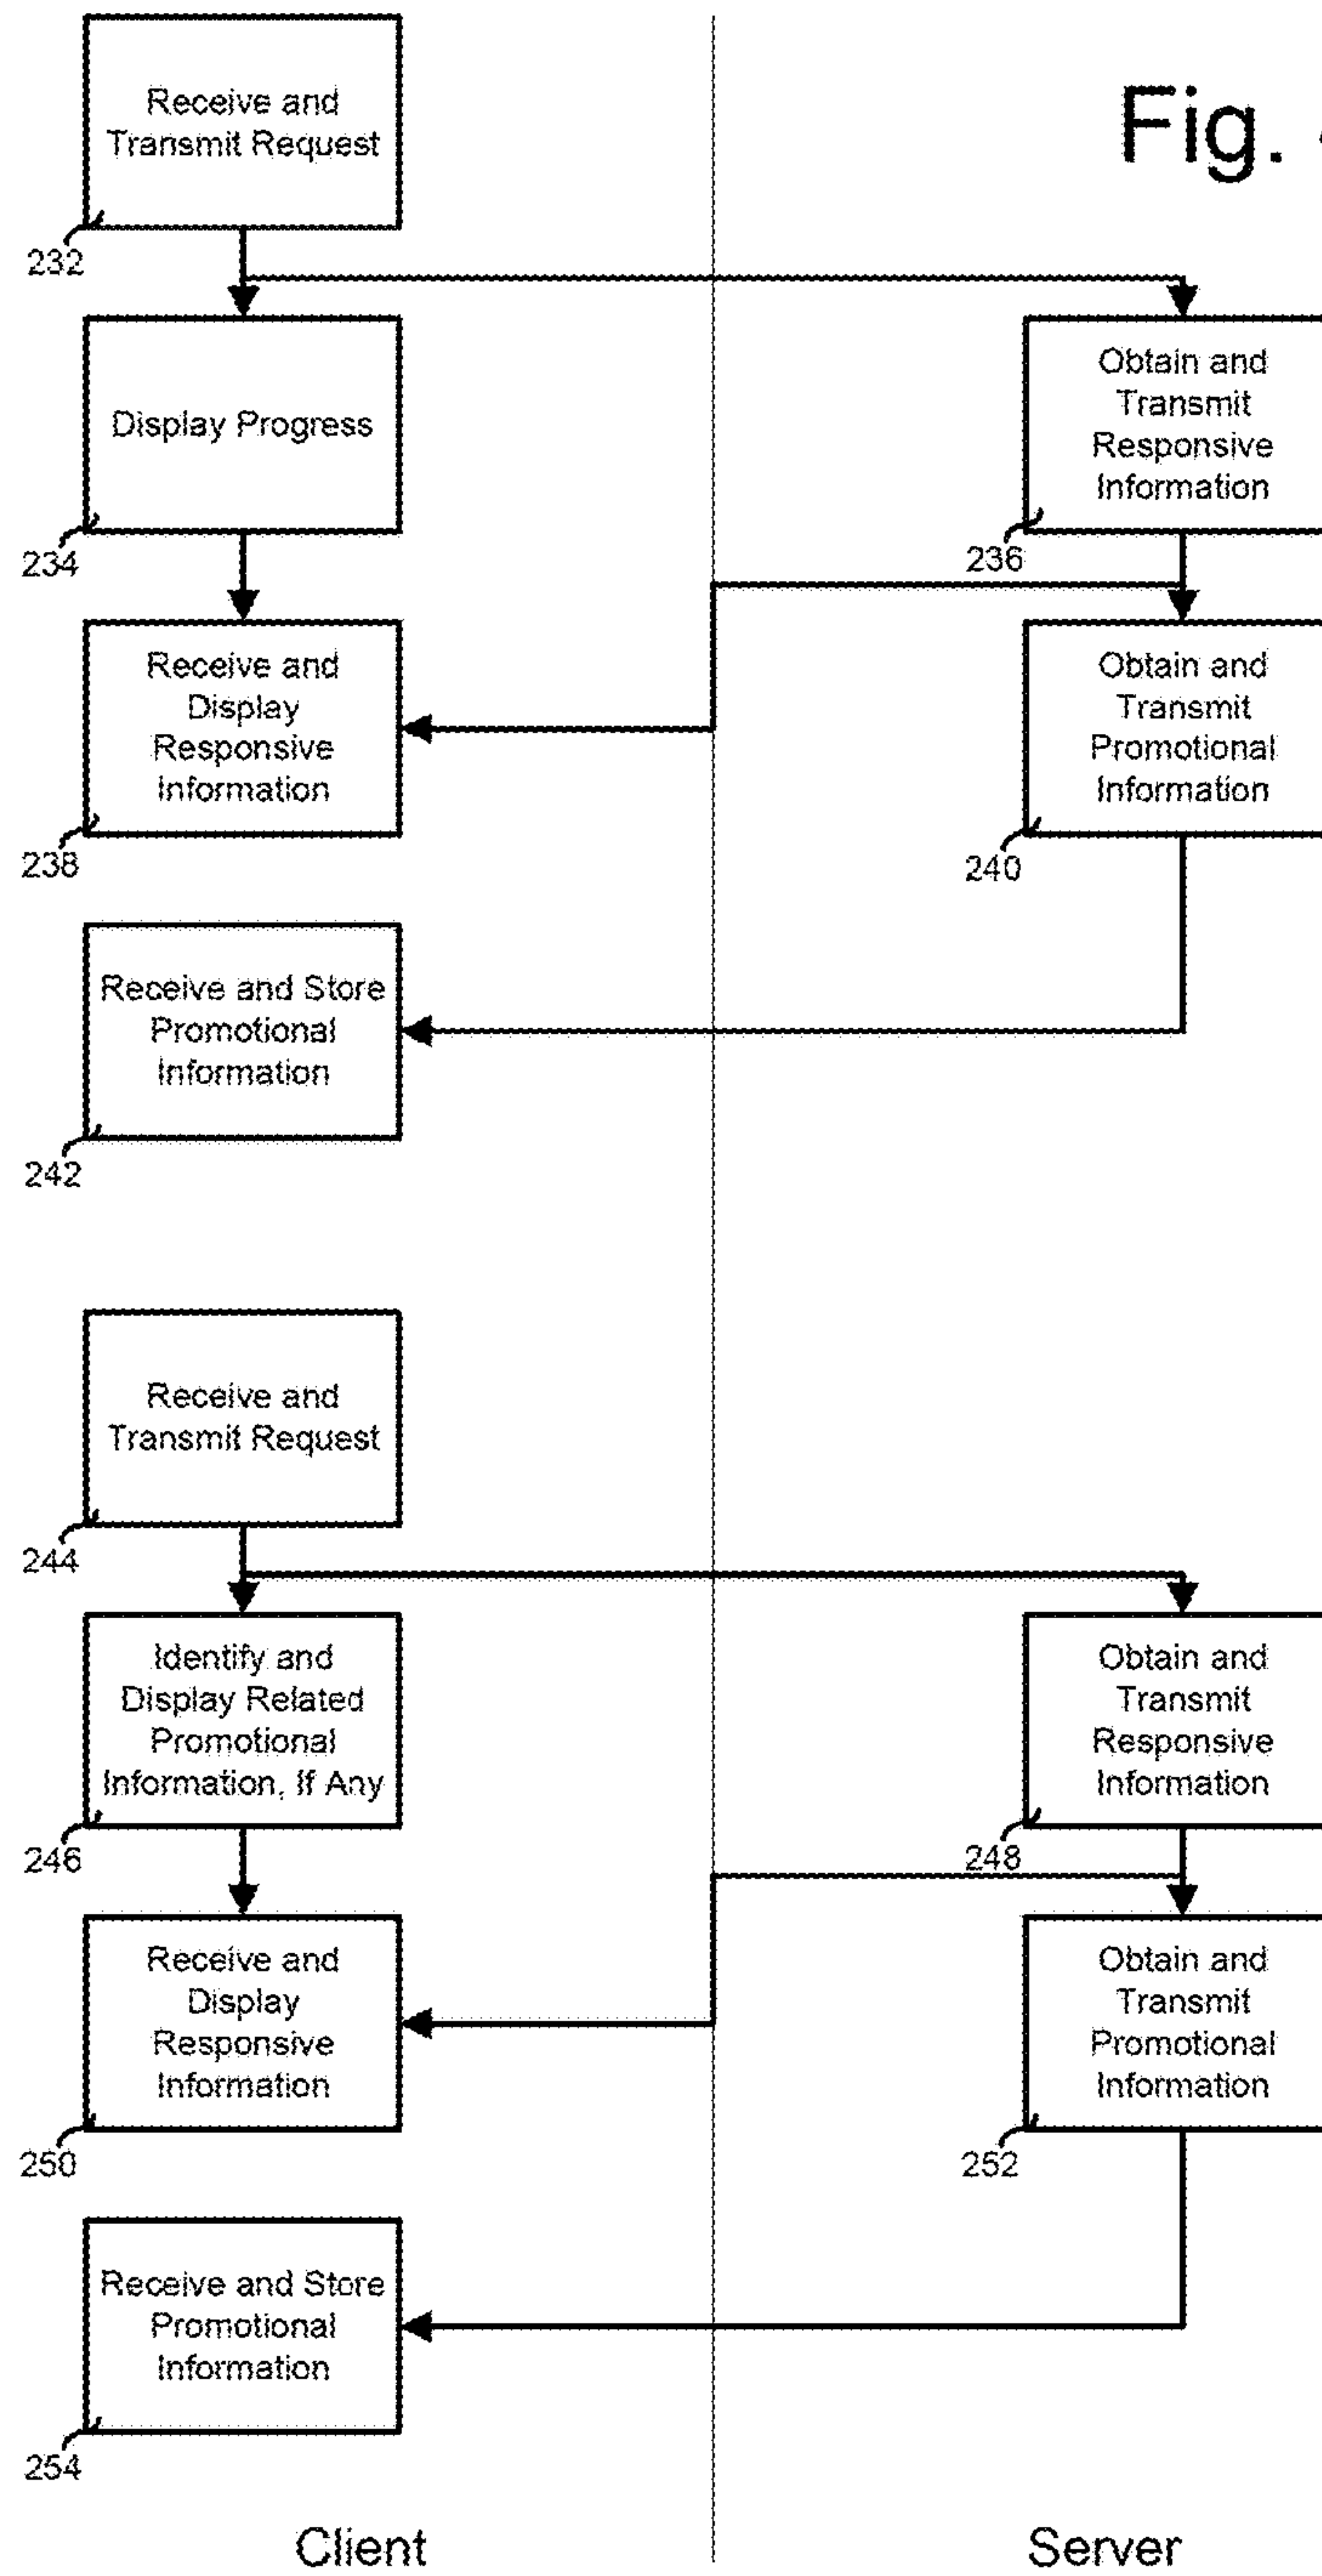 Fig.
Receive and
Transmit Request
232
Display Progress
234
Obtain and
Transmit
Responsive
Information
236
Receive and
Display
Responsive
Information
238
Obtain and
Transmit
Promotional
Information
240
Receive and Store
Promotional
Information
242
Receive and
Transmit Request
244
Identify and
Display Related
Promotional
Information, If Any
246
Obtain and
Transmit
Responsive
Information
248
Receive and
Display
Responsive
Information
250
Obtain and
Transmit
Promotional
Information
252
Receive and Store
Promotional
Information
254
Client
Server